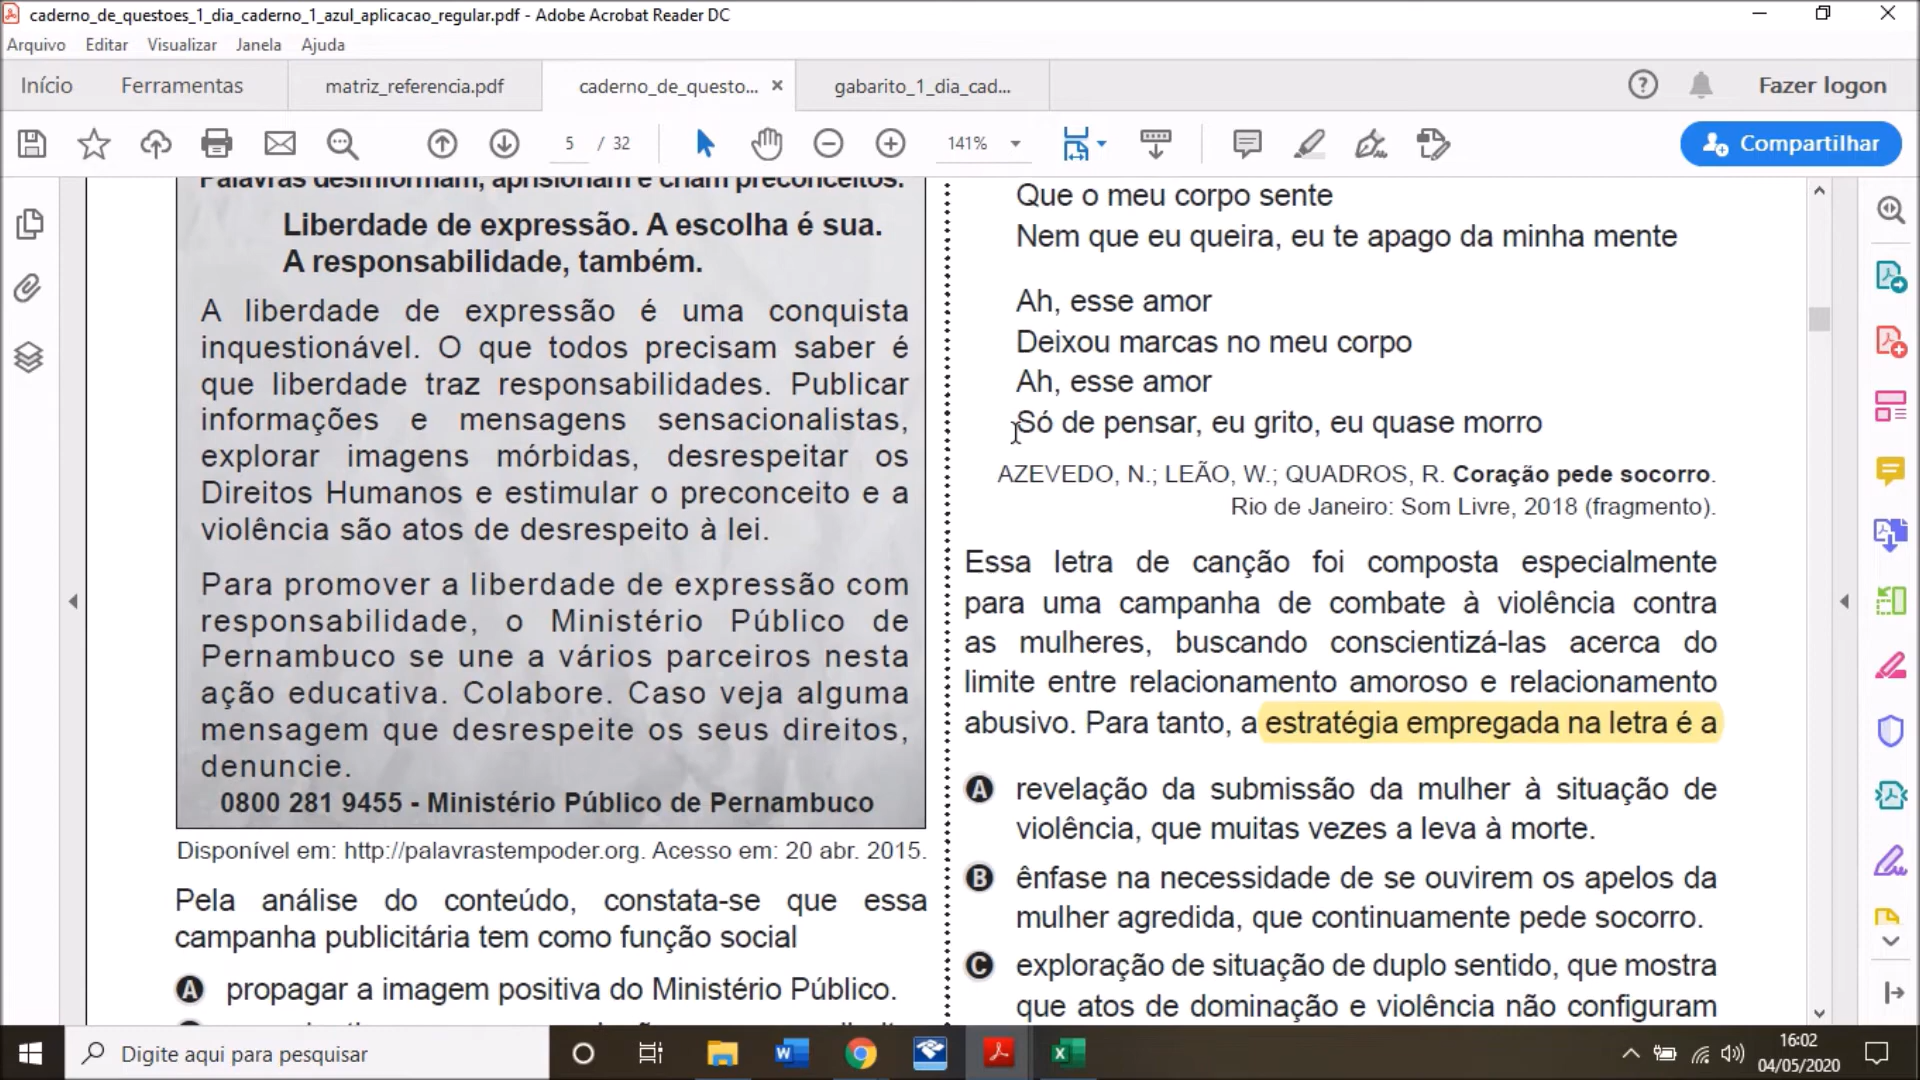 caderno_de_questoes_1_dia_caderno_1_azul_aplicacao_regular.pdf - Adobe Acrobat Reader DC
Arquivo Editar Visualizar Janela Ajuda
Início Ferramentas matriz_referencia.pdf caderno_de_questo... × gabarito_1_dia_cad... Fazer logon
5 / 32 141% Compartilhar
Palavras desinformam, aprisionam e criam preconceitos.
Liberdade de expressão. A escolha é sua.
A responsabilidade, também.
A liberdade de expressão é uma conquista
inquestionável. O que todos precisam saber é
que liberdade traz responsabilidades. Publicar
informações e mensagens sensacionalistas,
explorar imagens mórbidas, desrespeitar os
Direitos Humanos e estimular o preconceito e a
violência são atos de desrespeito à lei.
Para promover a liberdade de expressão com
responsabilidade, o Ministério Público de
Pernambuco se une a vários parceiros nesta
ação educativa. Colabore. Caso veja alguma
mensagem que desrespeite os seus direitos,
denuncie.
0800 281 9455 - Ministério Público de Pernambuco
Disponível em: http://palavrastempoder.org. Acesso em: 20 abr. 2015.
Pela análise do conteúdo, constata-se que essa
campanha publicitária tem como função social
A propagar a imagem positiva do Ministério Público.
Que o meu corpo sente
Nem que eu queira, eu te apago da minha mente
Ah, esse amor
Deixou marcas no meu corpo
Ah, esse amor
Só de pensar, eu grito, eu quase morro
AZEVEDO, N.; LEÃO, W.; QUADROS, R. Coração pede socorro.
Rio de Janeiro: Som Livre, 2018 (fragmento).
Essa letra de canção foi composta especialmente
para uma campanha de combate à violência contra
as mulheres, buscando conscientizá-las acerca do
limite entre relacionamento amoroso e relacionamento
abusivo. Para tanto, a estratégia empregada na letra é a
A revelação da submissão da mulher à situação de
violência, que muitas vezes a leva à morte.
B ênfase na necessidade de se ouvirem os apelos da
mulher agredida, que continuamente pede socorro.
C exploração de situação de duplo sentido, que mostra
que atos de dominação e violência não configuram
Digite aqui para pesquisar
16:02
04/05/2020